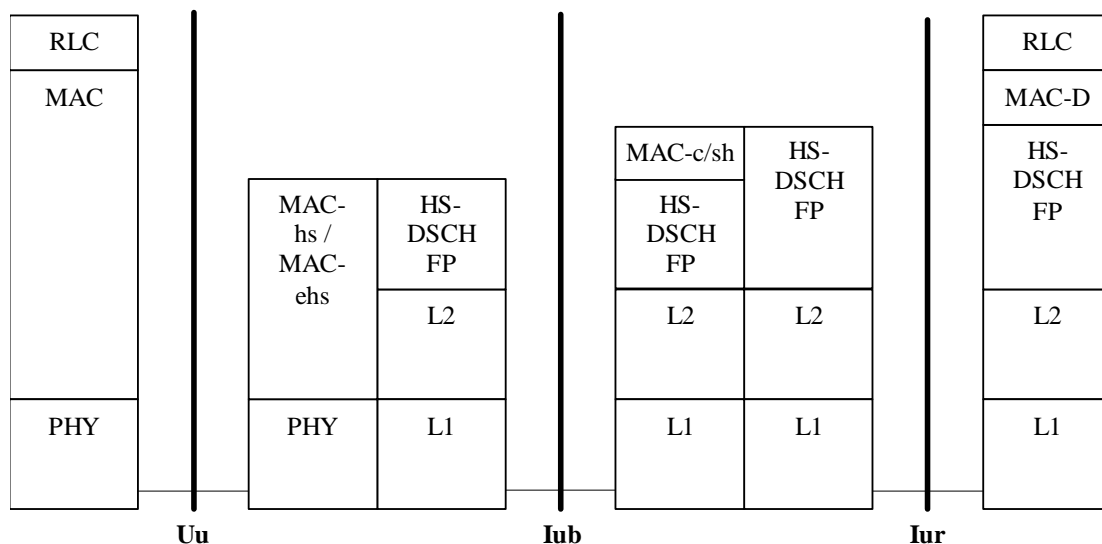 RLC
MAC
PHY
MAC-
hs /
MAC-
ehs
PHY
HS-
DSCH
FP
L2
L1
MAC-c/sh
HS-
DSCH
FP
L2
L1
HS-
DSCH
FP
L2
L1
RLC
MAC-D
HS-
DSCH
FP
L2
L1
Uu
Iub
Iur